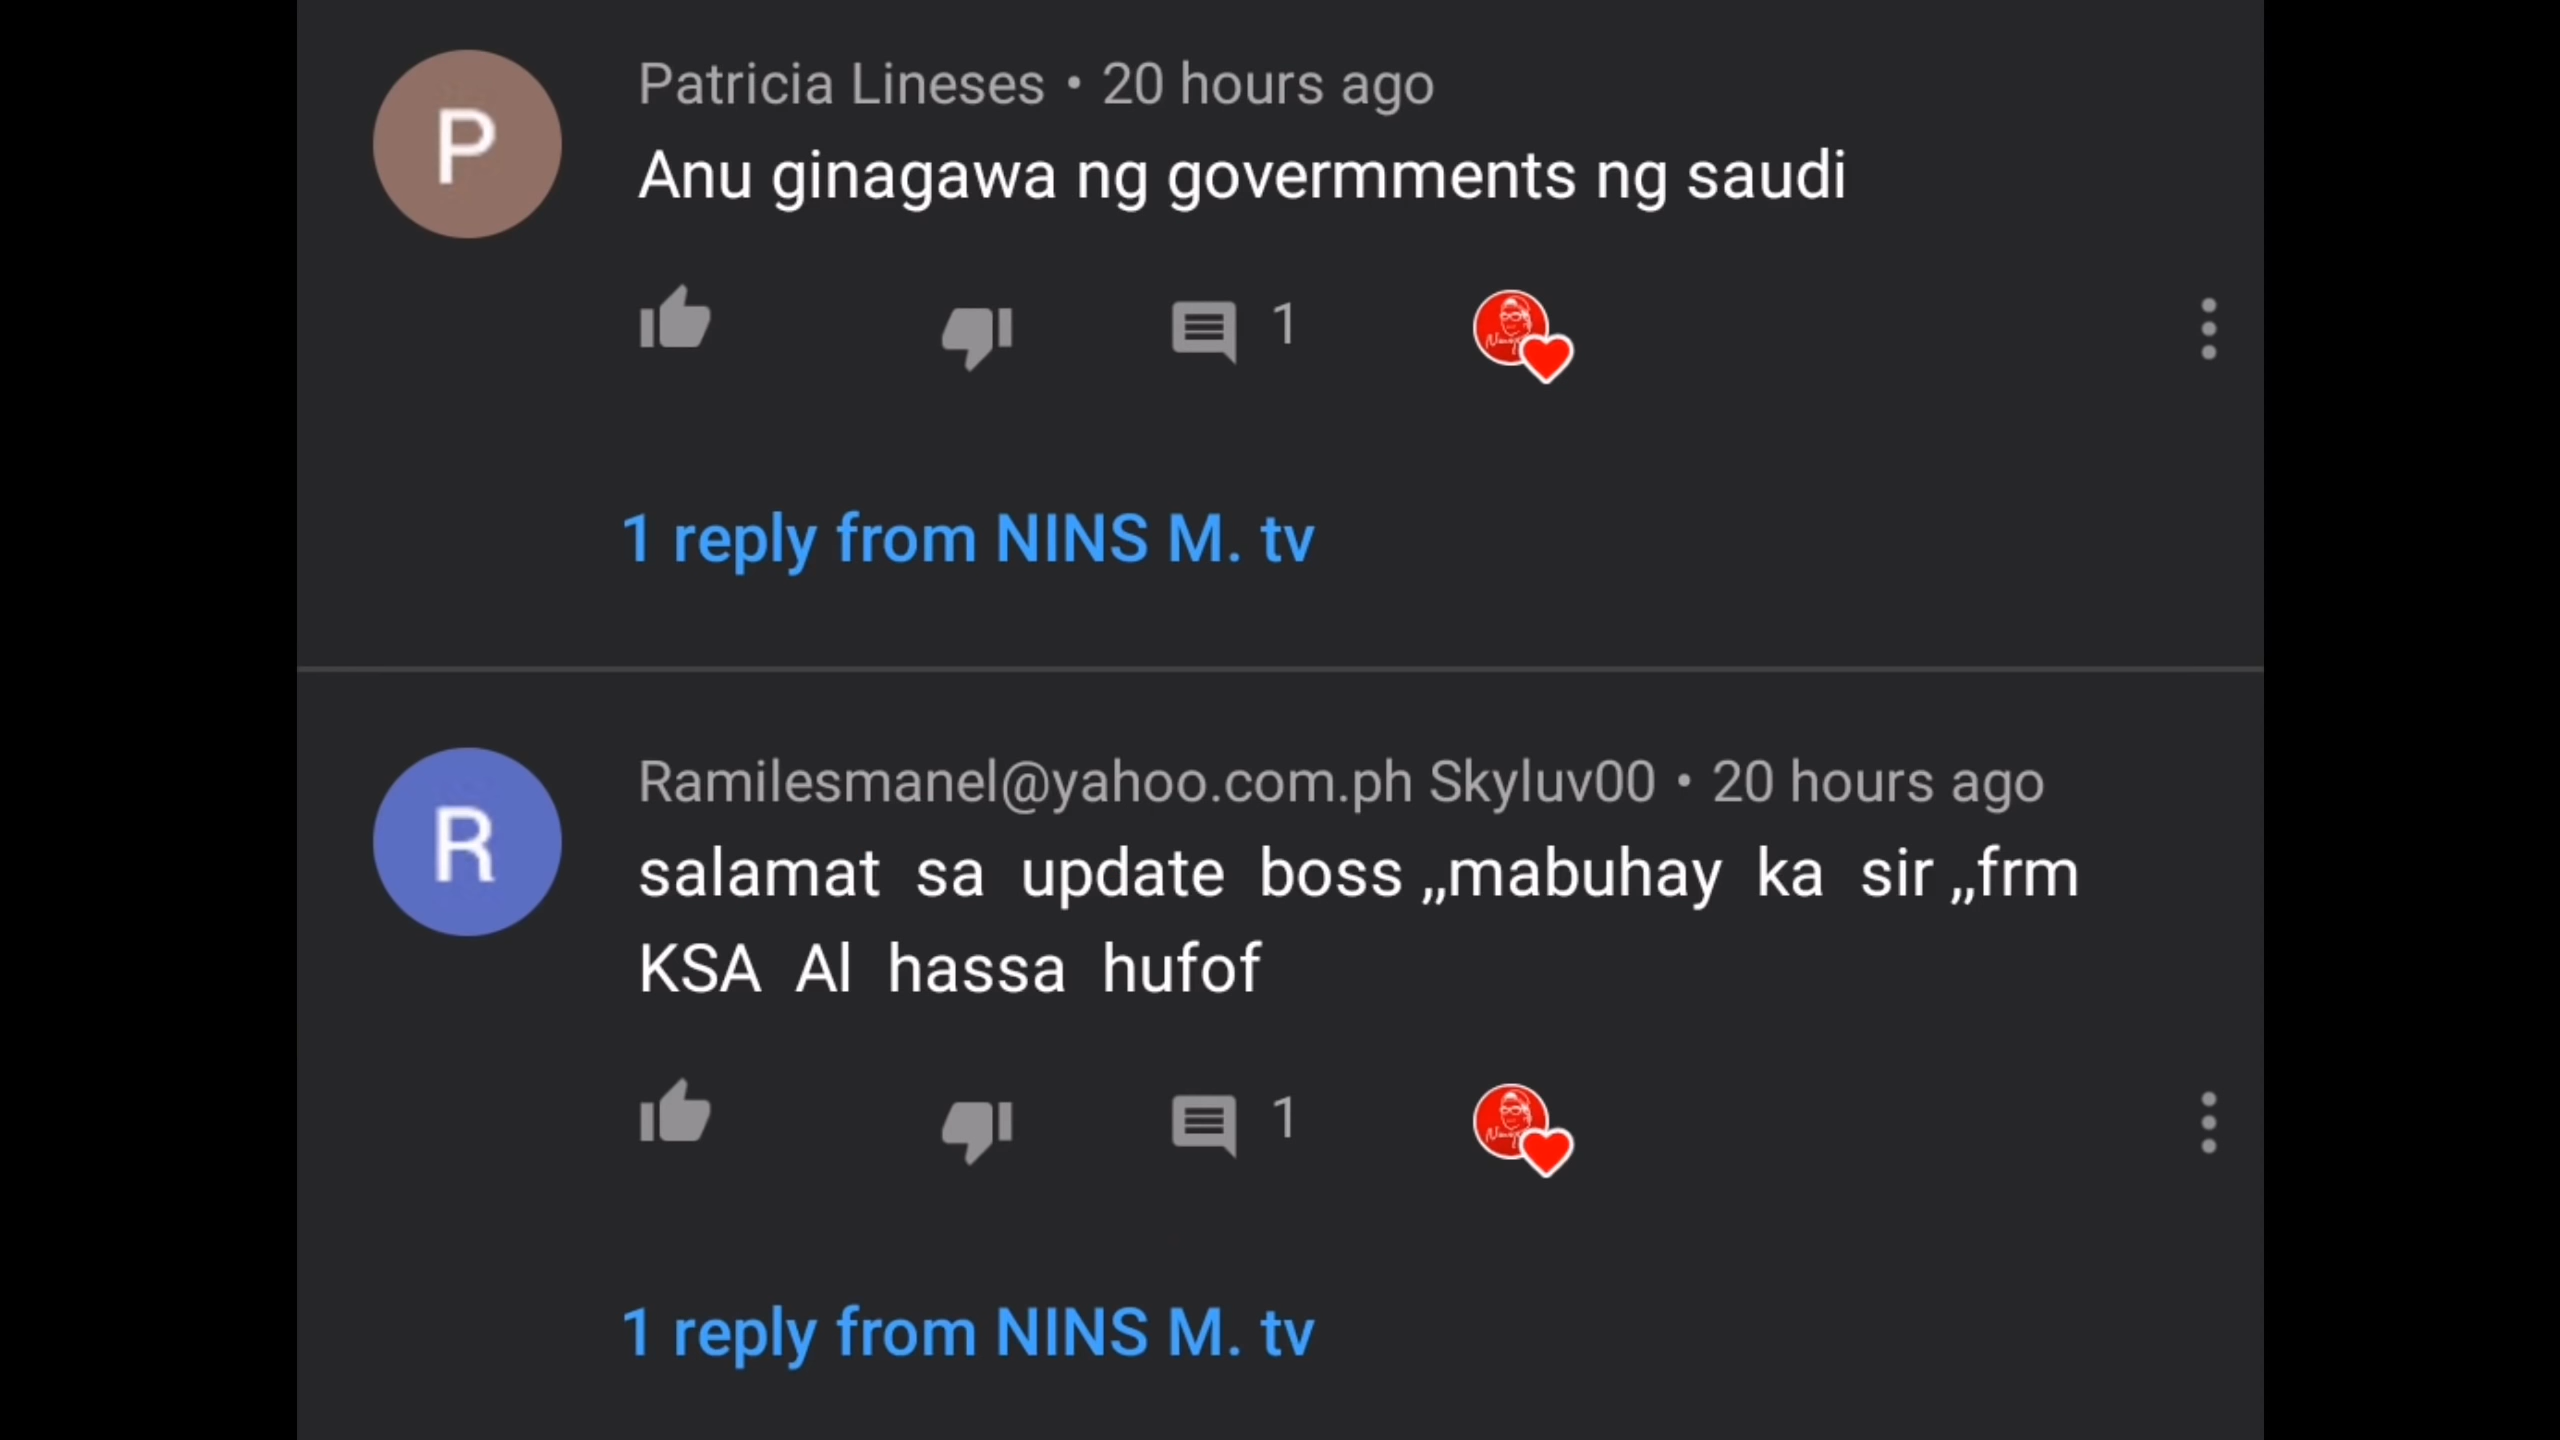 P
Patricia Lineses • 20 hours ago
Anu ginagawa ng govermments ng saudi
1
1 reply from NINS M. tv
R
Ramilesmanel@yahoo.com.ph Skyluv00 • 20 hours ago
salamat sa update boss ,,mabuhay ka sir ,,frm
KSA Al hassa hufof
1
1 reply from NINS M. tv